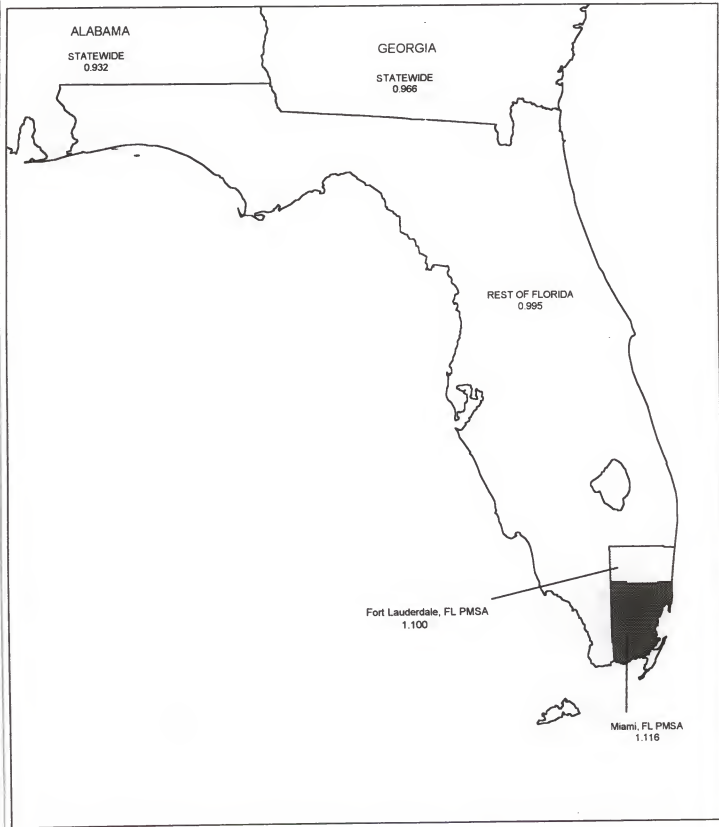 ALABAMA
STATEWIDE
0.932
GEORGIA
STATEWIDE
0.966
REST OF FLORIDA
0.995
Fort Lauderdale, FL PMSA
1.100
Miami, FL PMSA
1.116